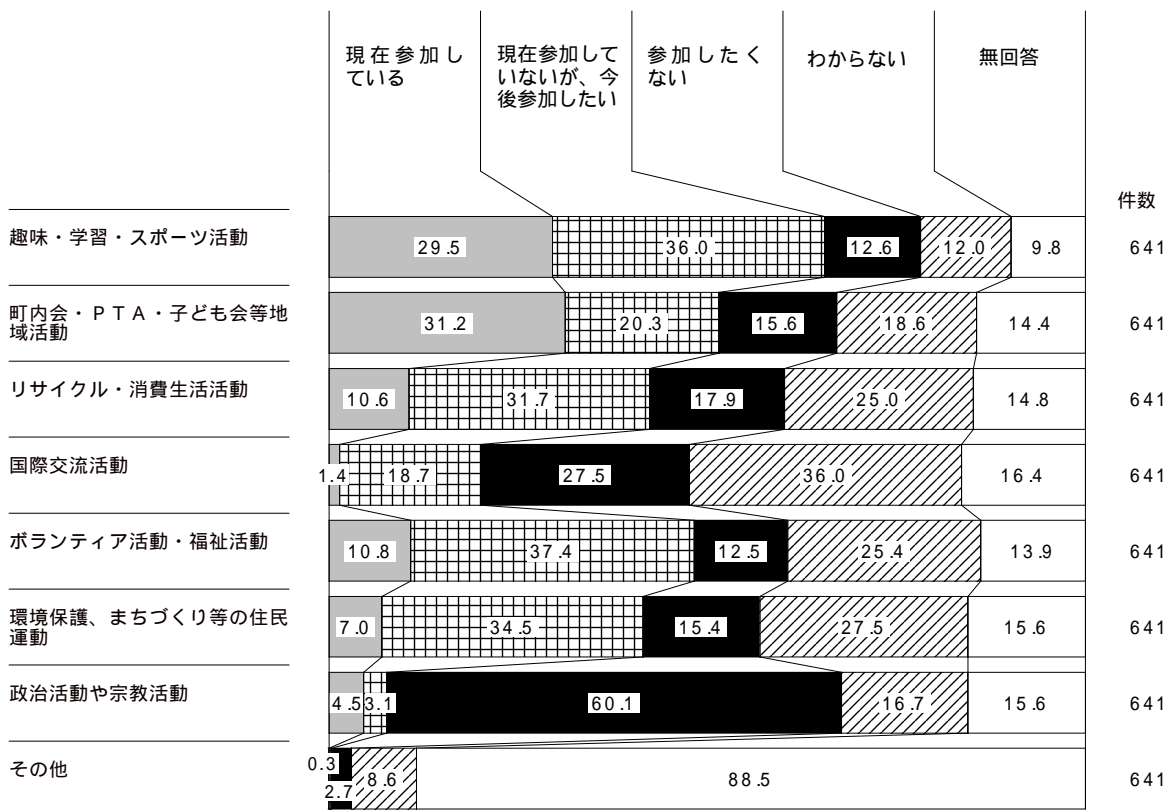 現在参加し
ている
現在参加して
いないが、今
後参加したい
参加したく
ない
わからない
無回答
件数
趣味・学習・スポーツ活動
29.5
36.0
12.6
12.0
9.8
641
町内会・PTA・子ども会等地
域活動
31.2
20.3
15.6
18.6
14.4
641
リサイクル・消費生活活動
10.6
31.7
17.9
25.0
14.8
641
国際交流活動
1.4
18.7
27.5
36.0
16.4
641
ボランティア活動・福祉活動
10.8
37.4
12.5
25.4
13.9
641
環境保護、まちづくり等の住民
運動
7.0
34.5
15.4
27.5
15.6
641
政治活動や宗教活動
4.5
3.1
60.1
16.7
15.6
641
その他
0.3
2.7
8.6
88.5
641